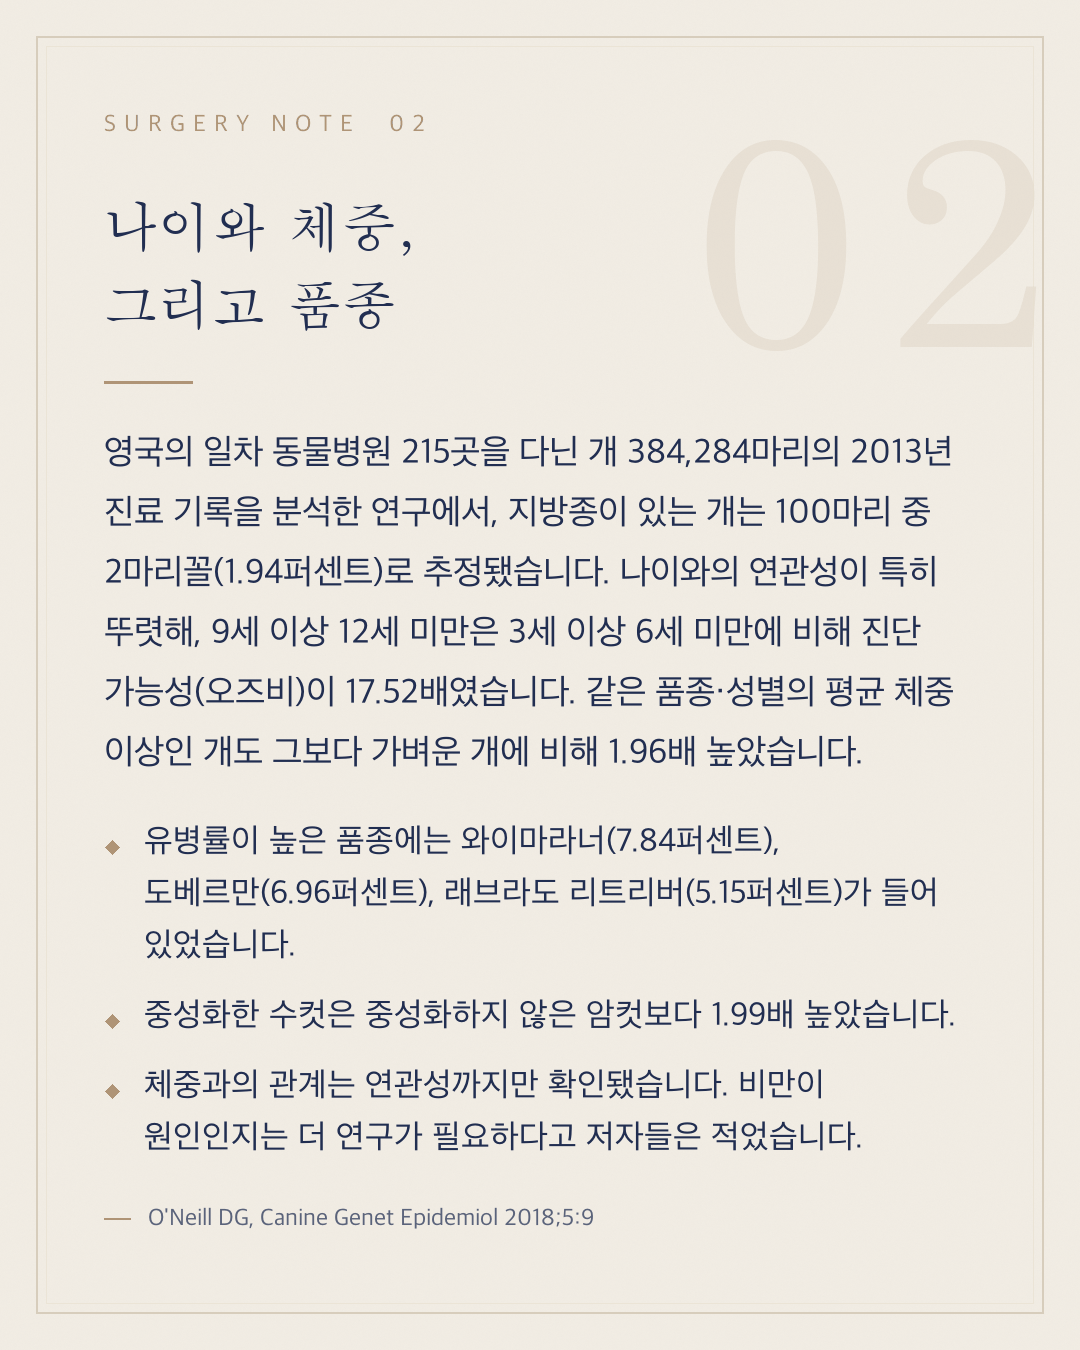 SURGERY NOTE 02
02
나이와 체중,
그리고 품종
영국의 일차 동물병원 215곳을 다닌 개 384,284마리의 2013년
진료 기록을 분석한 연구에서, 지방종이 있는 개는 100마리 중
2마리꼴(1.94퍼센트)로 추정됐습니다. 나이와의 연관성이 특히
뚜렷해, 9세 이상 12세 미만은 3세 이상 6세 미만에 비해 진단
가능성(오즈비)이 17.52배였습니다. 같은 품종·성별의 평균 체중
이상인 개도 그보다 가벼운 개에 비해 1.96배 높았습니다.
◆ 유병률이 높은 품종에는 와이마라너(7.84퍼센트),
도베르만(6.96퍼센트), 래브라도 리트리버(5.15퍼센트)가 들어
있었습니다.
◆ 중성화한 수컷은 중성화하지 않은 암컷보다 1.99배 높았습니다.
◆ 체중과의 관계는 연관성까지만 확인됐습니다. 비만이
원인인지는 더 연구가 필요하다고 저자들은 적었습니다.
— O'Neill DG, Canine Genet Epidemiol 2018;5:9